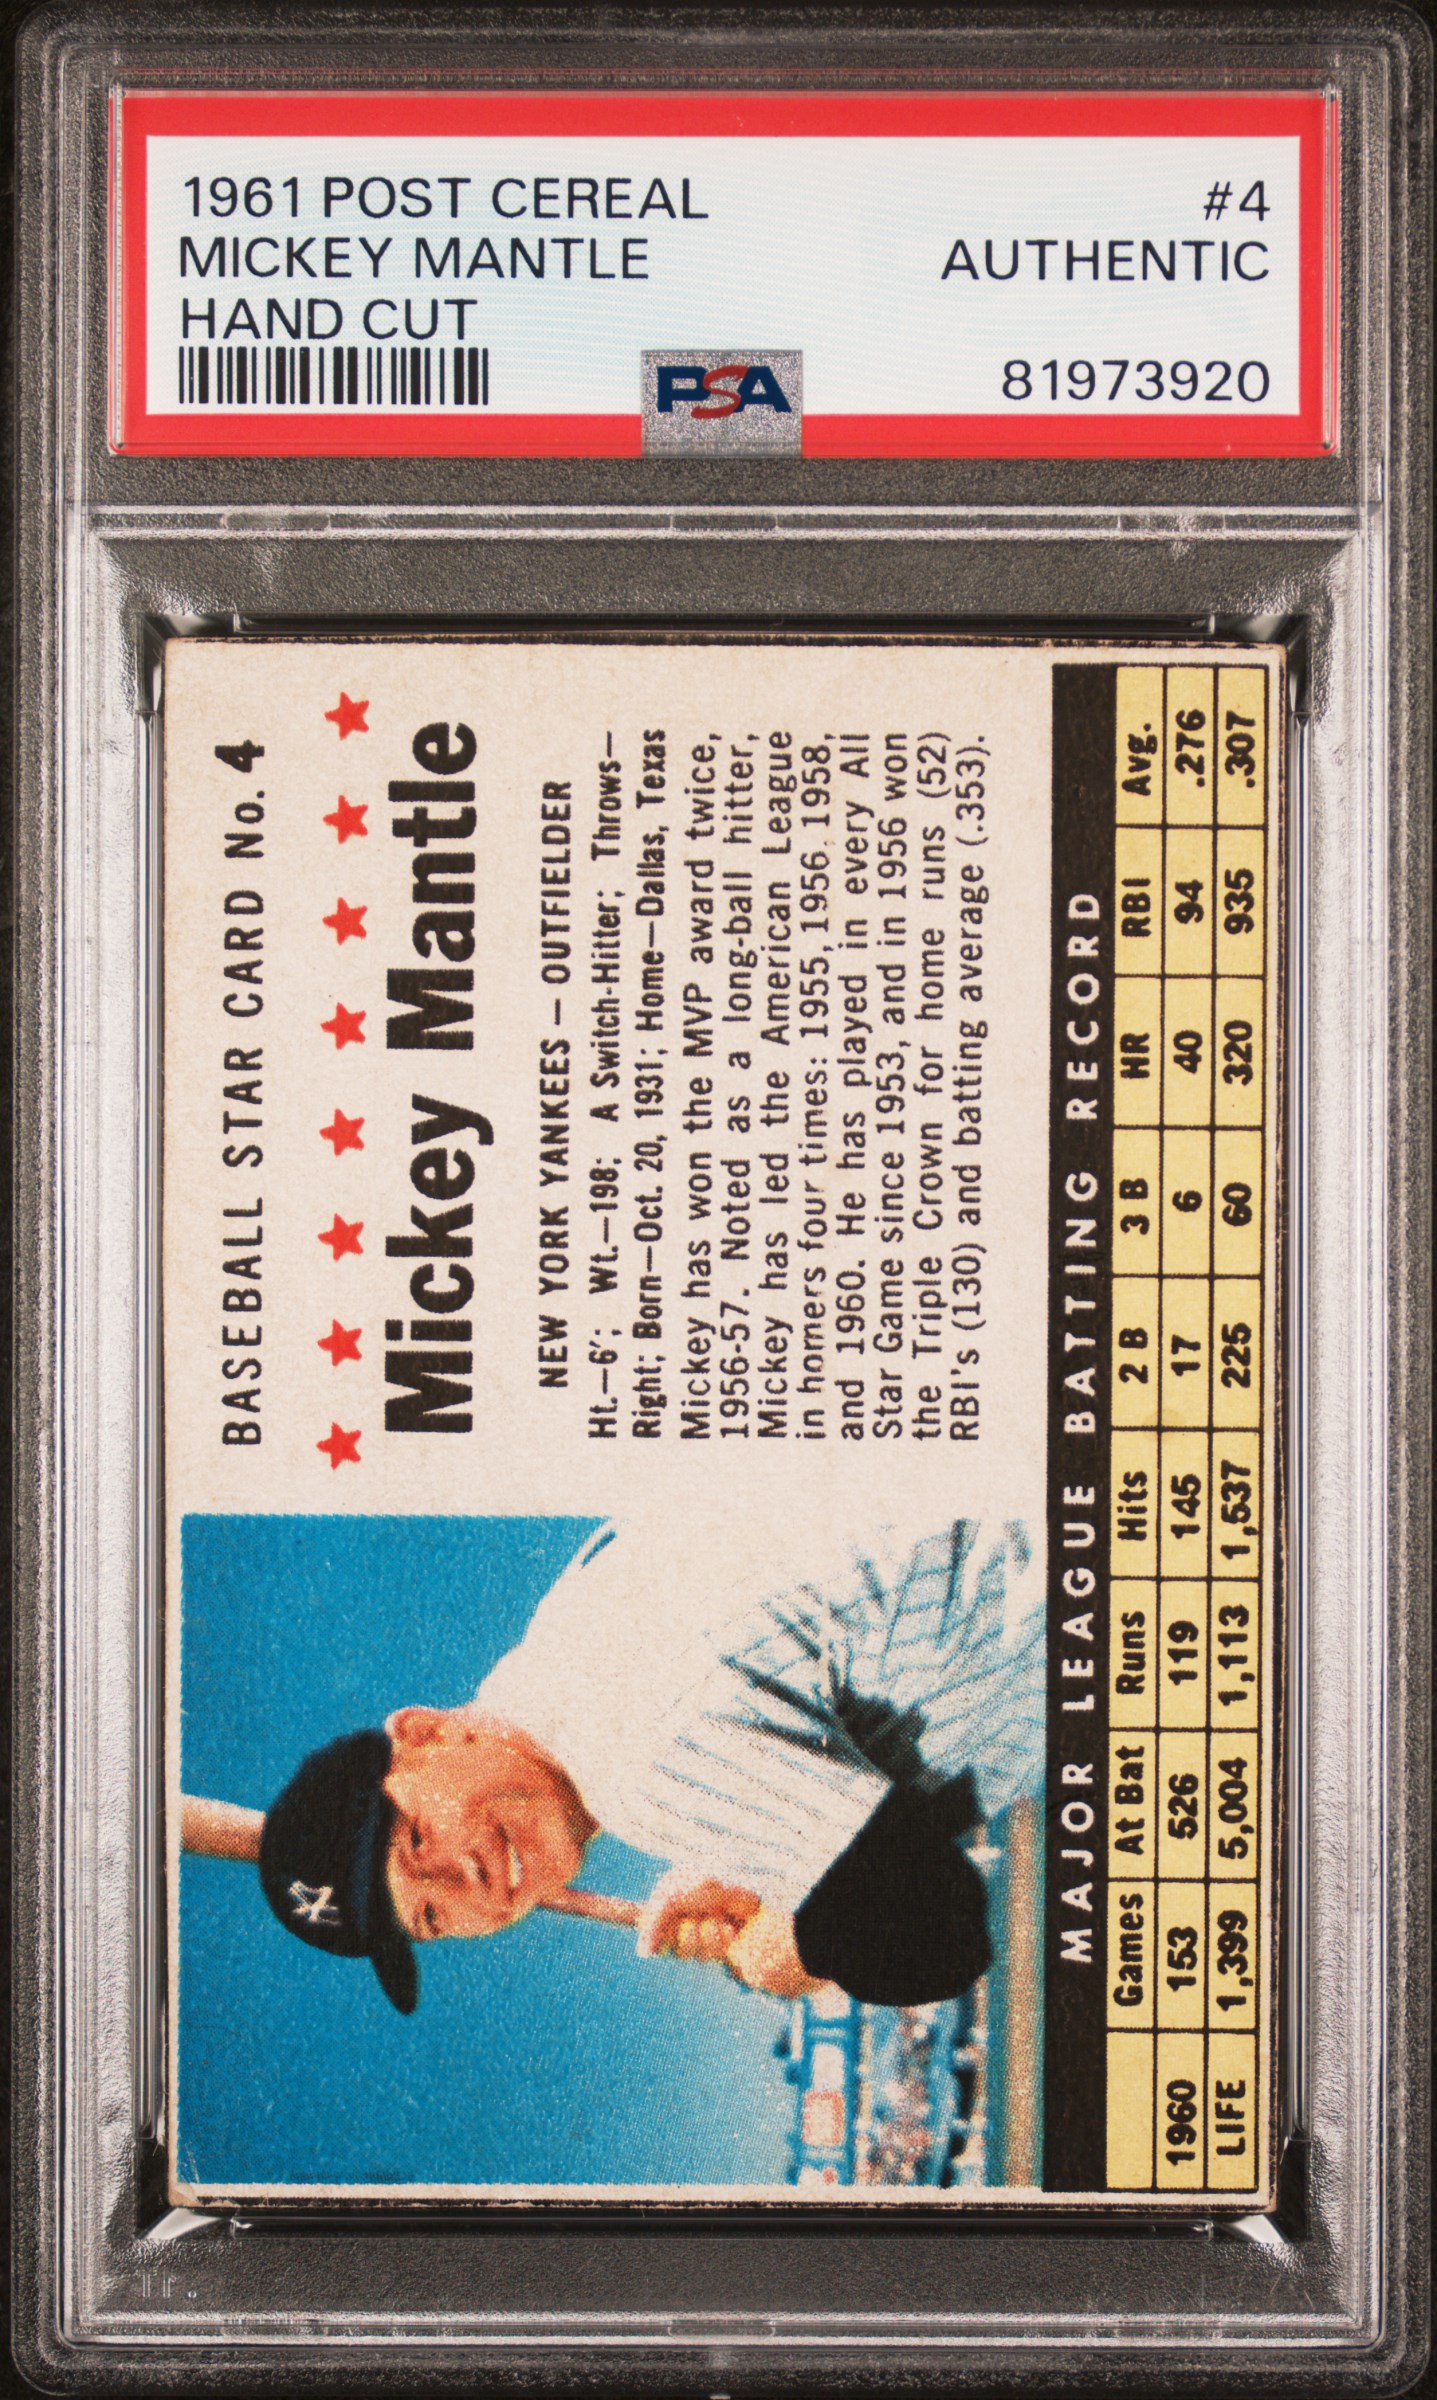 1961 POST CEREAL #4
MICKEY MANTLE AUTHENTIC
HAND CUT
PSA 81973920
BASEBALL STAR CARD No. 4
Mickey Mantle
NEW YORK YANKEES — OUTFIELDER
Ht.—6'; Wt.—198; A Switch-Hitter; Throws—
Right; Born—Oct. 20, 1931; Home—Dallas, Texas
Mickey has won the MVP award twice,
1956-57. Noted as a long-ball hitter,
Mickey has led the American League
in homers four times: 1955, 1956, 1958,
and 1960. He has played in every All
Star Game since 1953, and in 1956 won
the Triple Crown for home runs (52)
RBI's (130) and batting average (.353).
NY
MAJOR LEAGUE BATTING RECORD
Games At Bat Runs Hits 2 B 3 B HR RBI Avg.
1960 153 526 119 145 17 6 40 94 .276
LIFE 1,399 5,004 1,113 1,537 225 60 320 935 .307